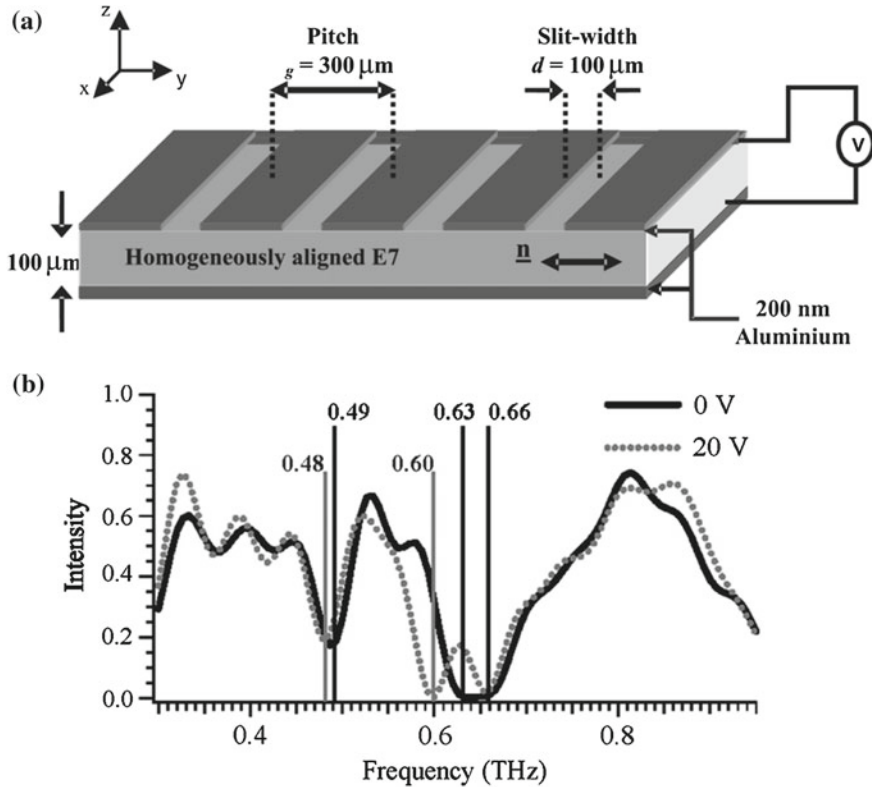 (a)
z
y
x
Pitch
g = 300 μm
Slit-width
d = 100 μm
V
100 μm
Homogeneously aligned E7
n
200 nm
Aluminium
(b)
1.0
0.8
0.6
0.4
0.2
0.0
Intensity
0.49
0.63
0.66
0.48
0.60
0 V
20 V
0.4
0.6
0.8
Frequency (THz)